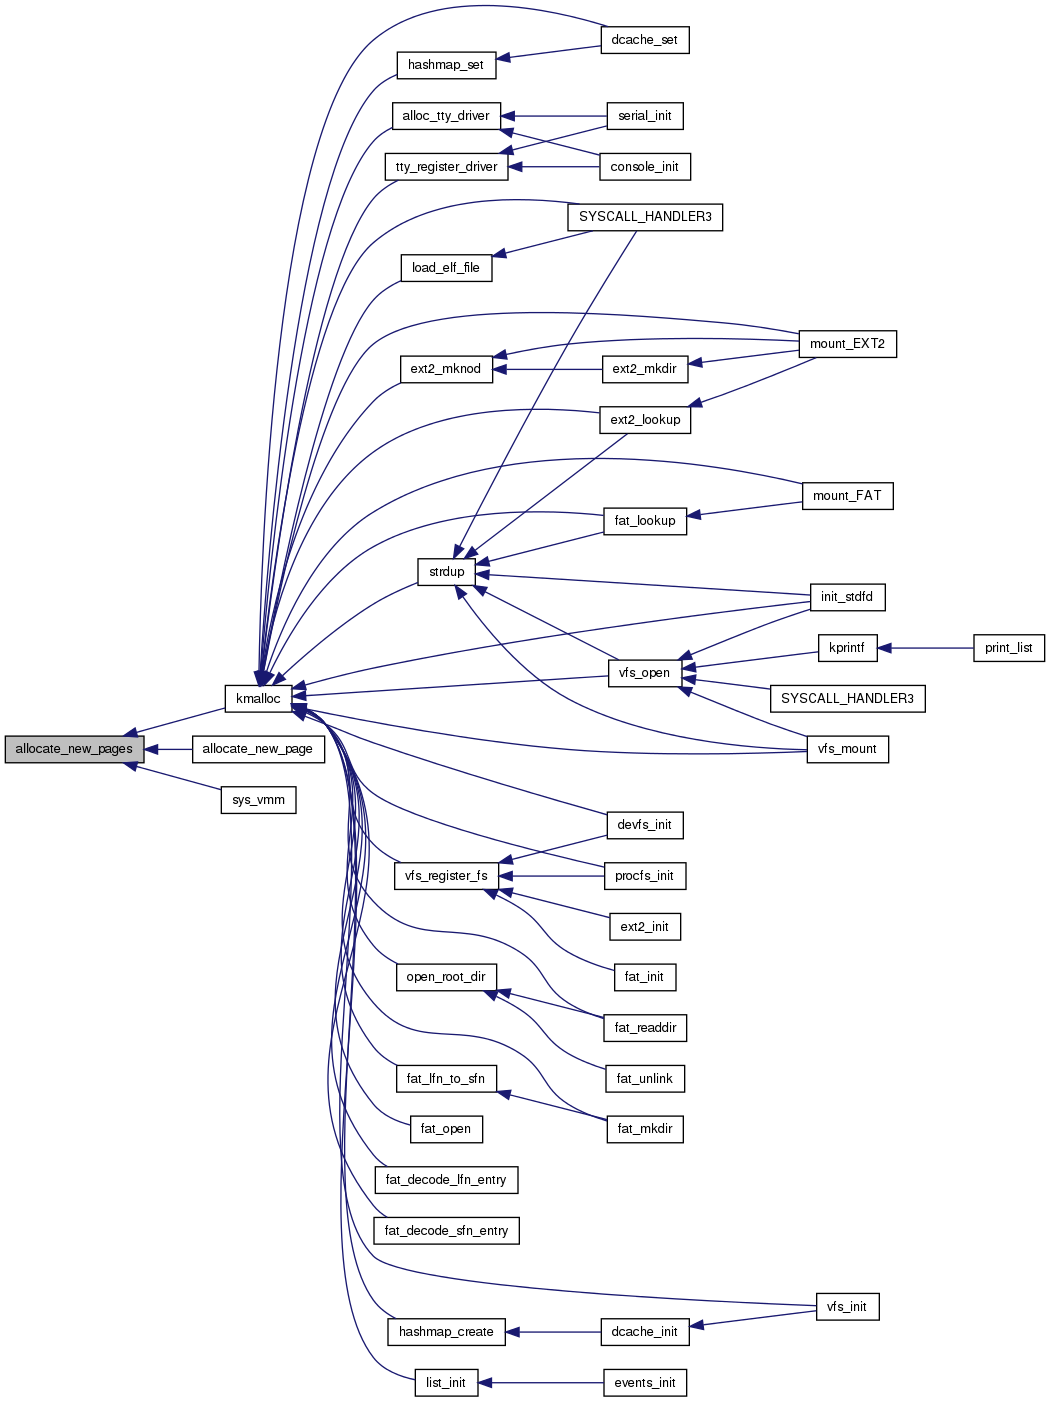 dcache_set
hashmap_set
alloc_tty_driver
serial_init
tty_register_driver
console_init
SYSCALL_HANDLER3
load_elf_file
mount_EXT2
ext2_mknod
ext2_mkdir
ext2_lookup
mount_FAT
fat_lookup
strdup
init_stdfd
kprintf
print_list
vfs_open
kmalloc
SYSCALL_HANDLER3
allocate_new_pages
allocate_new_page
vfs_mount
sys_vmm
devfs_init
vfs_register_fs
procfs_init
ext2_init
open_root_dir
fat_init
fat_readdir
fat_lfn_to_sfn
fat_unlink
fat_open
fat_mkdir
fat_decode_lfn_entry
fat_decode_sfn_entry
vfs_init
hashmap_create
dcache_init
list_init
events_init